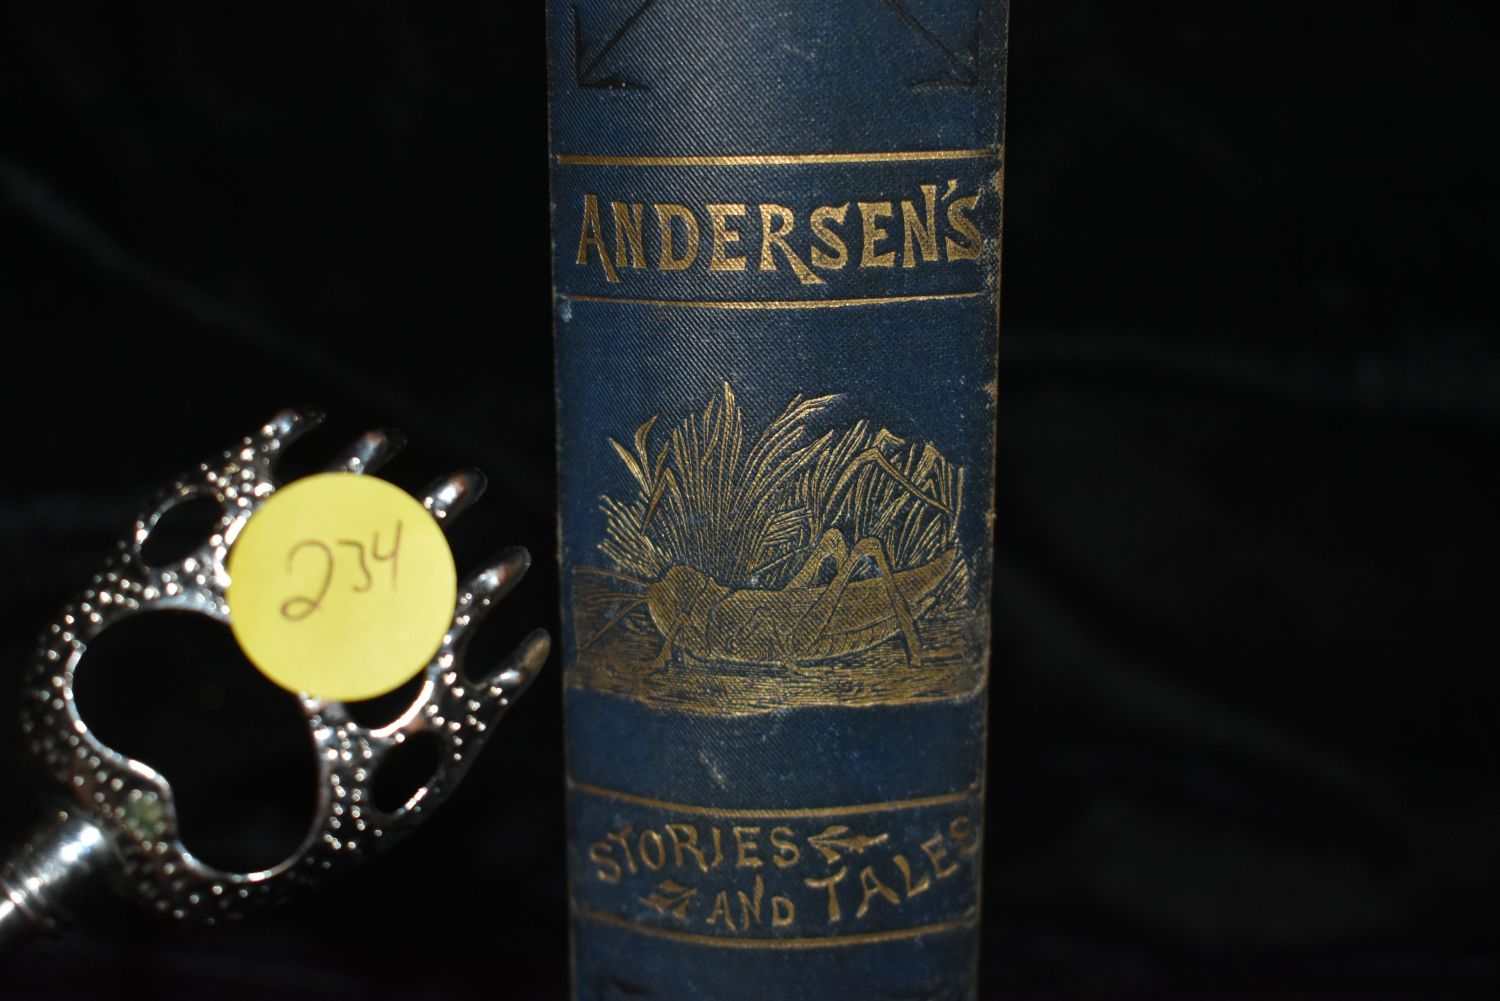 ANDERSEN'S
234
STORIES
AND TALES